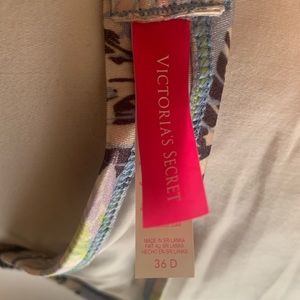 VICTORIA'S SECRET
MADE IN SRI LANKA
FAIT AU SRI LANKA
HECHO EN SRI LANKA
36 D